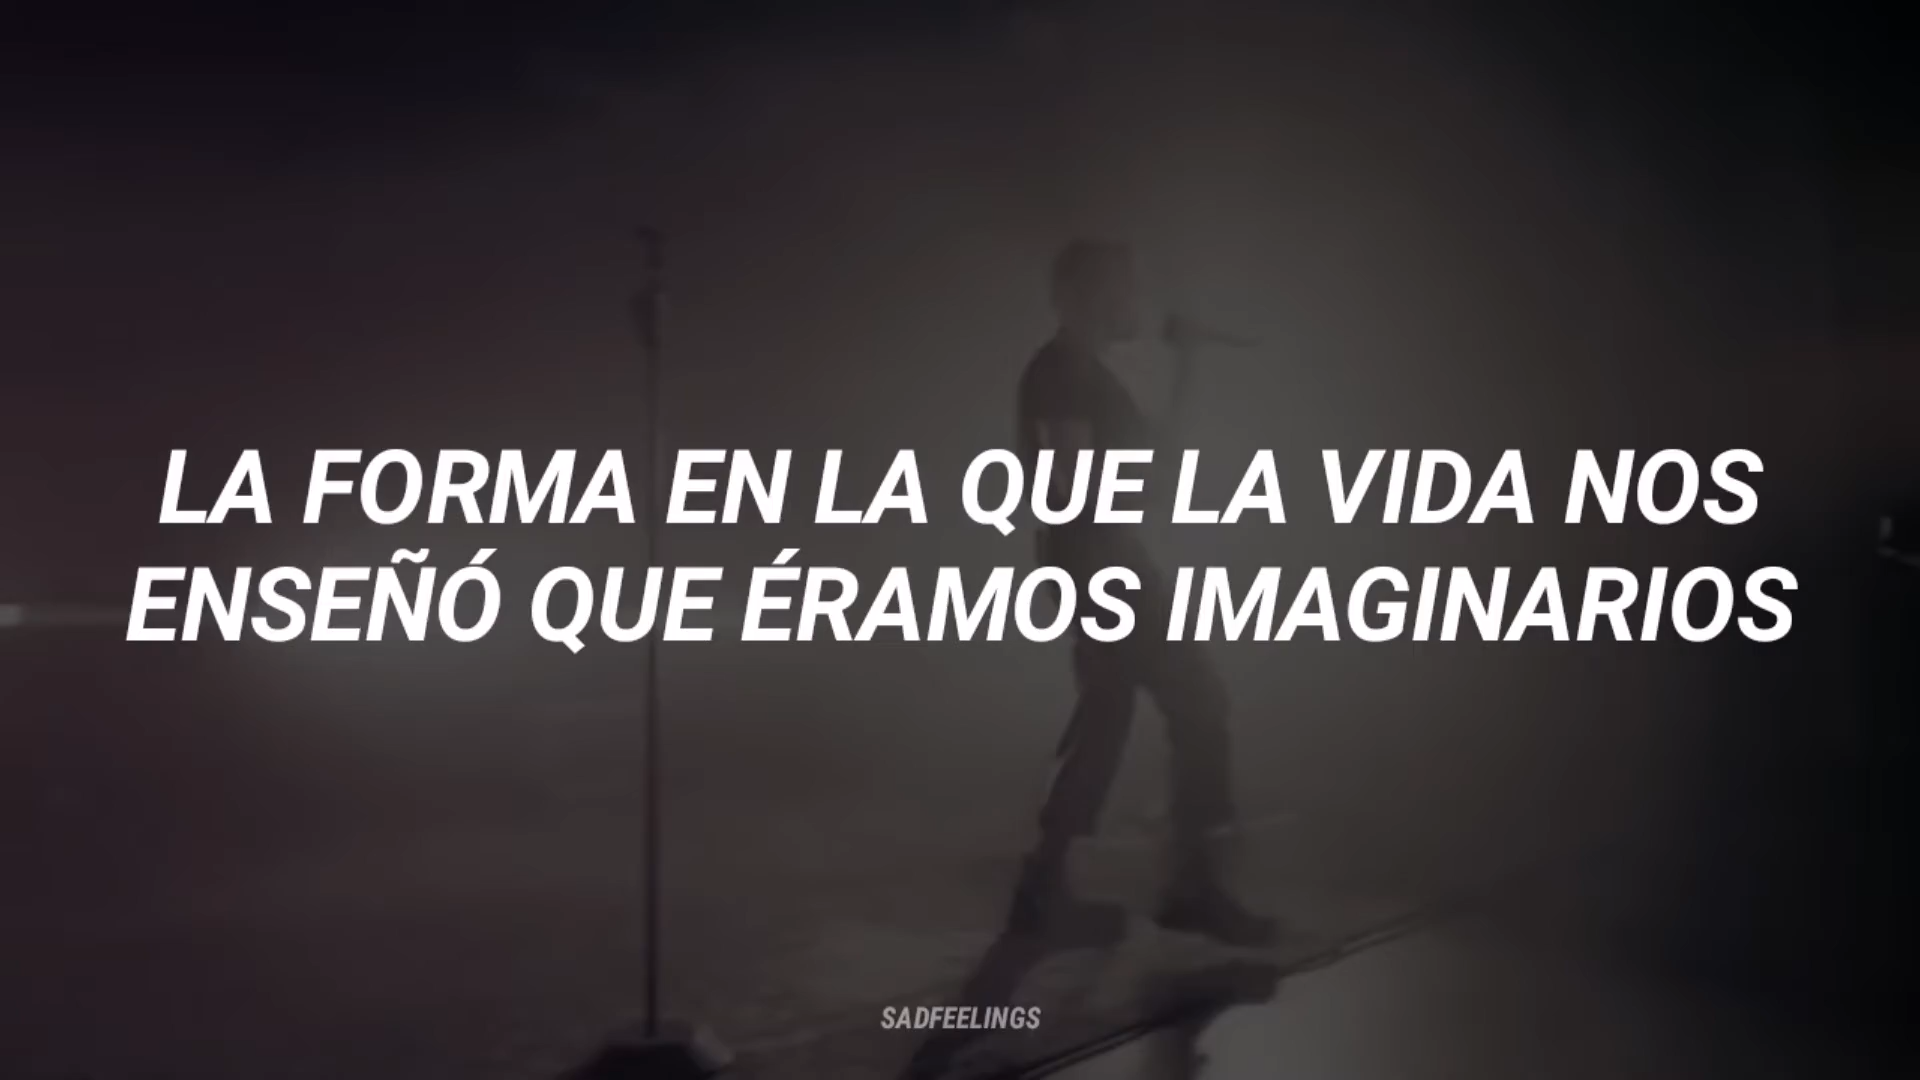 LA FORMA EN LA QUE LA VIDA NOS
ENSEÑÓ QUE ÉRAMOS IMAGINARIOS
SADFEELINGS